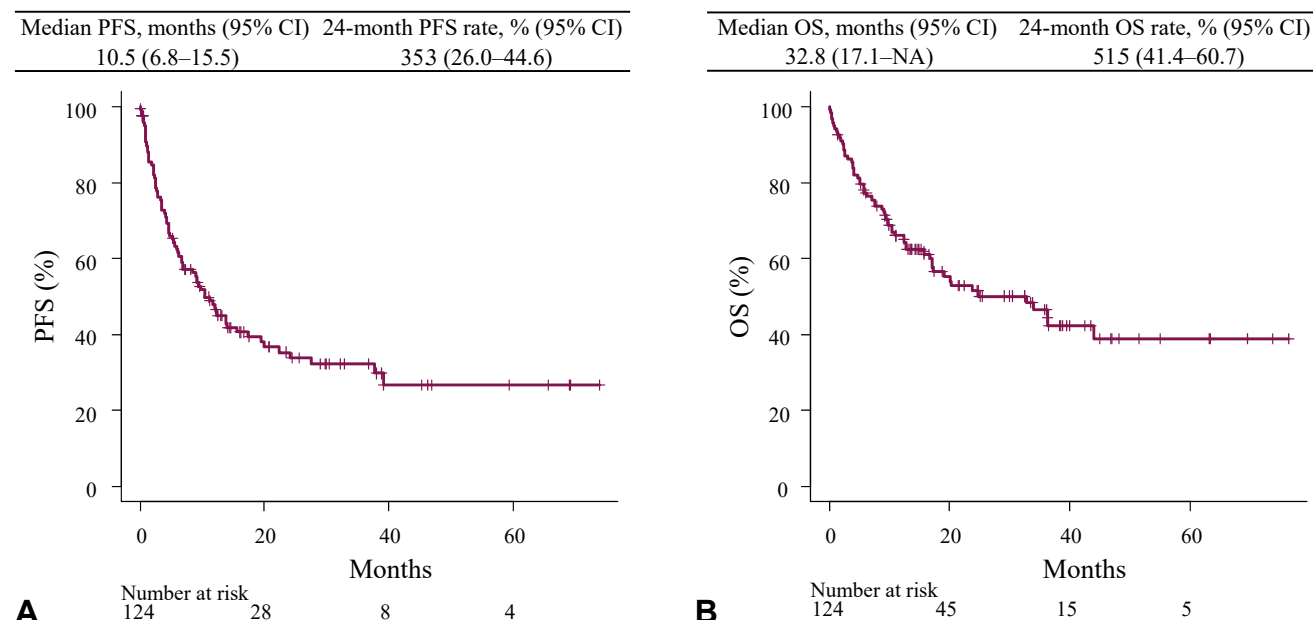 Median PFS, months (95% CI) 24-month PFS rate, % (95% CI)
10.5 (6.8–15.5) 353 (26.0–44.6)
100
80
60
40
20
0
PFS (%)
0 20 40 60
Months
Number at risk
124 28 8 4
A
Median OS, months (95% CI) 24-month OS rate, % (95% CI)
32.8 (17.1–NA) 515 (41.4–60.7)
100
80
60
40
20
0
OS (%)
0 20 40 60
Months
Number at risk
124 45 15 5
B